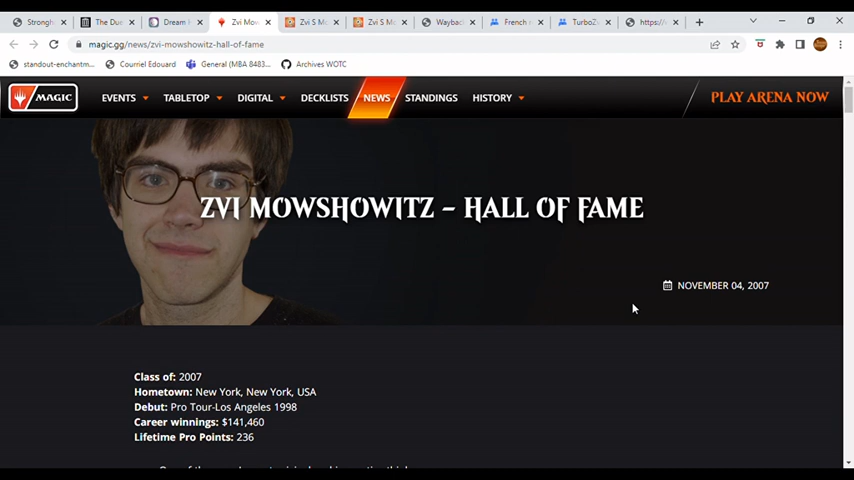 Strongh
The Due
Dream H
Zvi Mow
Zvi S M
Zvi S M
Wayback
French n
TurboZv
https://
magic.gg/news/zvi-mowshowitz-hall-of-fame
standout-enchantm...
Courriel Edouard
General (MBA 8483...
Archives WOTC
MAGIC
EVENTS
TABLETOP
DIGITAL
DECKLISTS
NEWS
STANDINGS
HISTORY
PLAY ARENA NOW
ZVI MOWSHOWITZ – HALL OF FAME
NOVEMBER 04, 2007
Class of: 2007
Hometown: New York, New York, USA
Debut: Pro Tour-Los Angeles 1998
Career winnings: $141,460
Lifetime Pro Points: 236